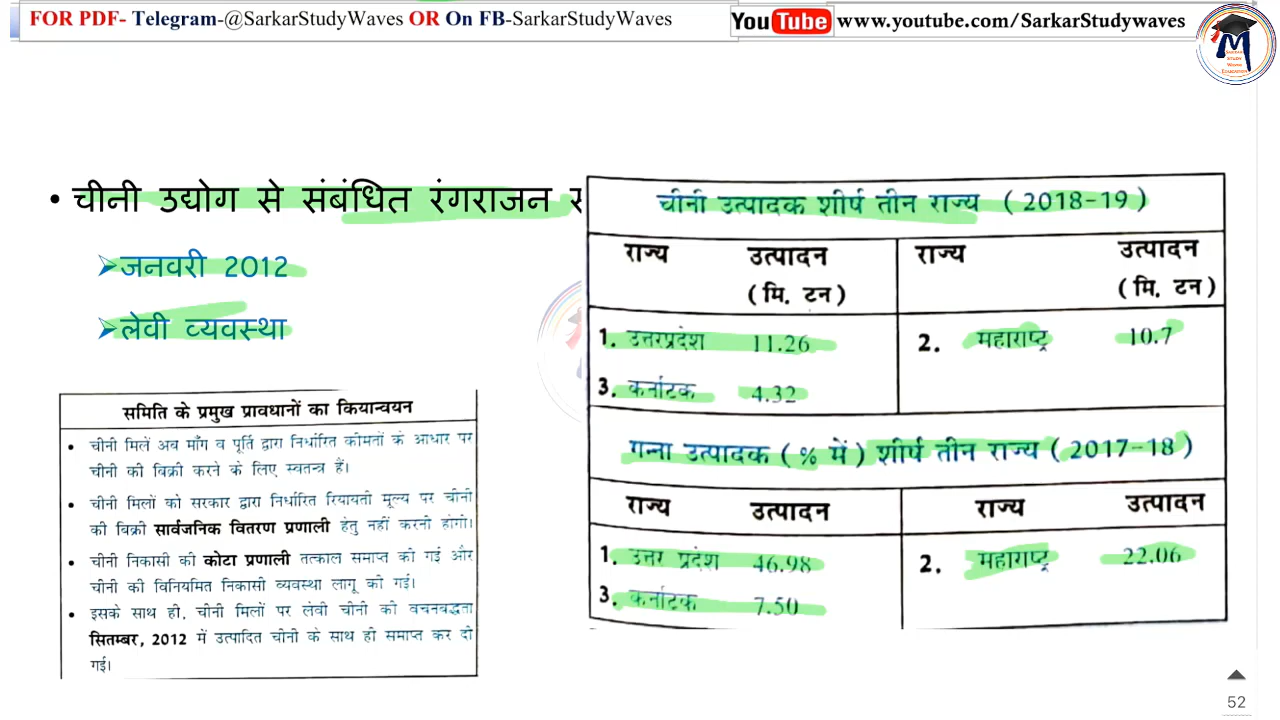 FOR PDF- Telegram-@SarkarStudyWaves OR On FB-SarkarStudyWaves
YouTube www.youtube.com/SarkarStudywaves
SARKAR
STUDY
WAVES
EDUCATION
• चीनी उद्योग से संबंधित रंगराजन
➢जनवरी 2012
➢लेवी व्यवस्था
समिति के प्रमुख प्रावधानों का कियान्वयन
• चीनी मिलें अब माँग व पूर्ति द्वारा निर्धारित कीमतों के आधार पर
चीनी की बिक्री करने के लिए स्वतन्त्र हैं।
• चीनी मिलों को सरकार द्वारा निर्धारित रियायती मूल्य पर चीनी
की बिक्री सार्वजनिक वितरण प्रणाली हेतु नहीं करनी होगी।
• चीनी निकासी की कोटा प्रणाली तत्काल समाप्त की गई और
चीनी की विनियमित निकासी व्यवस्था लागू की गई।
• इसके साथ ही, चीनी मिलों पर लेवी चीनी की वचनबद्धता
सितम्बर, 2012 में उत्पादित चीनी के साथ ही समाप्त कर दी
गई।
चीनी उत्पादक शीर्ष तीन राज्य (2018-19)
राज्य उत्पादन राज्य उत्पादन
(मि. टन) (मि. टन)
1. उत्तरप्रदेश 11.26 2. महाराष्ट्र 10.7
3. कर्नाटक 4.32
गन्ना उत्पादक (% में) शीर्ष तीन राज्य (2017-18)
राज्य उत्पादन राज्य उत्पादन
1. उत्तर प्रदेश 46.98 2. महाराष्ट्र 22.06
3. कर्नाटक 7.50
52